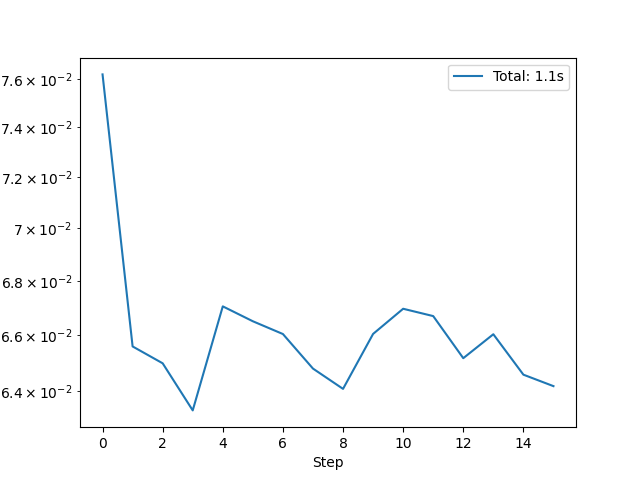 Total: 1.1s
7.6 × 10⁻²
7.4 × 10⁻²
7.2 × 10⁻²
7 × 10⁻²
6.8 × 10⁻²
6.6 × 10⁻²
6.4 × 10⁻²
0 2 4 6 8 10 12 14
Step